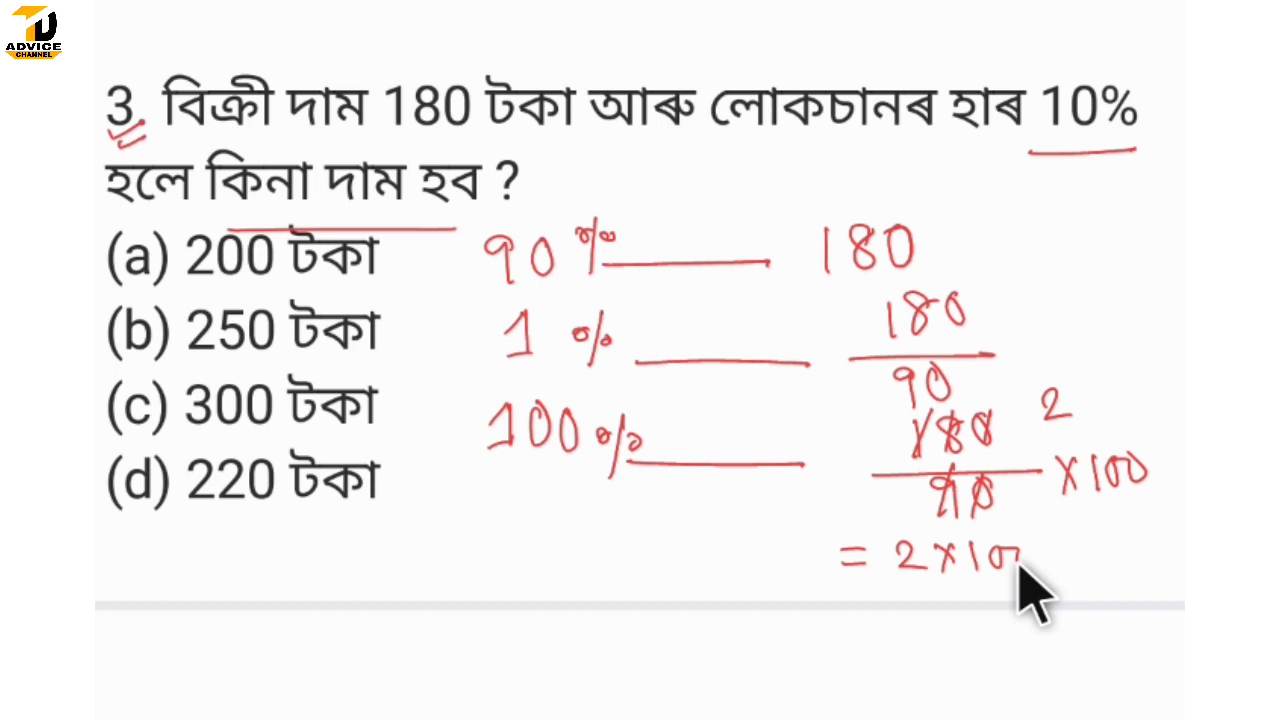 TD
ADVICE
CHANNEL
3. বিক্ৰী দাম 180 টকা আৰু লোকচানৰ হাৰ 10%
হলে কিনা দাম হব ?
(a) 200 টকা
(b) 250 টকা
(c) 300 টকা
(d) 220 টকা
90 % 180
1 % 180
90
100 % 180 2
90 × 100
= 2 × 100